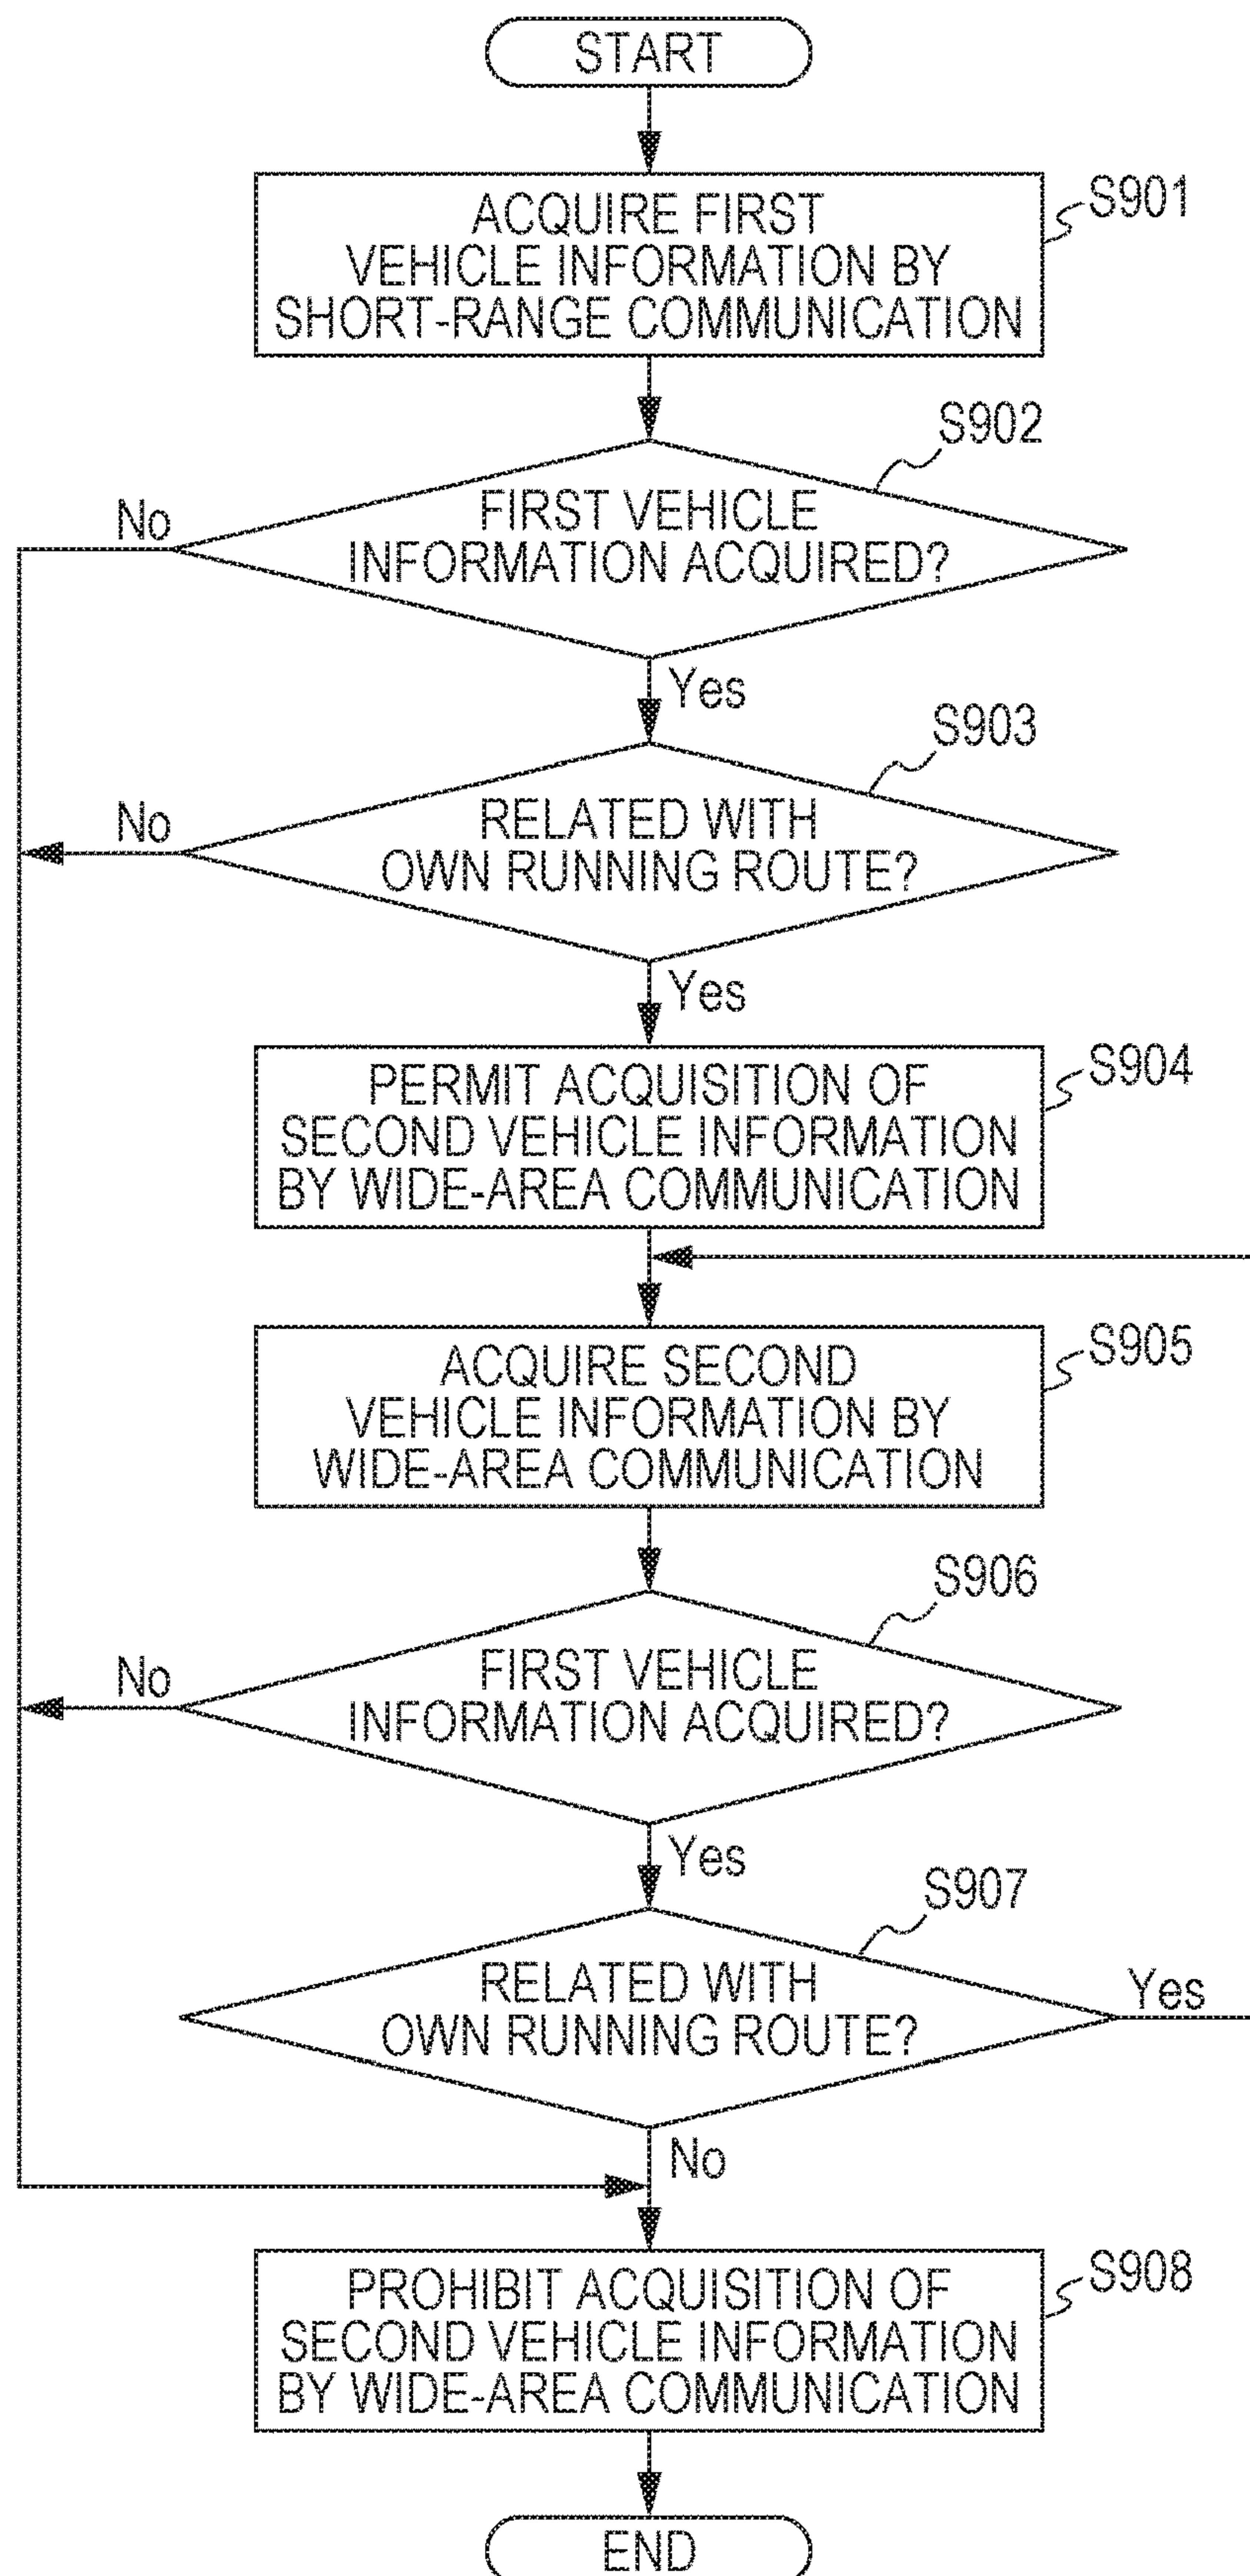 START
ACQUIRE FIRST
VEHICLE INFORMATION BY
SHORT-RANGE COMMUNICATION
S901
S902
FIRST VEHICLE
INFORMATION ACQUIRED?
No
Yes
S903
RELATED WITH
OWN RUNNING ROUTE?
No
Yes
PERMIT ACQUISITION OF
SECOND VEHICLE INFORMATION
BY WIDE-AREA COMMUNICATION
S904
ACQUIRE SECOND
VEHICLE INFORMATION BY
WIDE-AREA COMMUNICATION
S905
S906
FIRST VEHICLE
INFORMATION ACQUIRED?
No
Yes
S907
RELATED WITH
OWN RUNNING ROUTE?
Yes
No
PROHIBIT ACQUISITION OF
SECOND VEHICLE INFORMATION
BY WIDE-AREA COMMUNICATION
S908
END